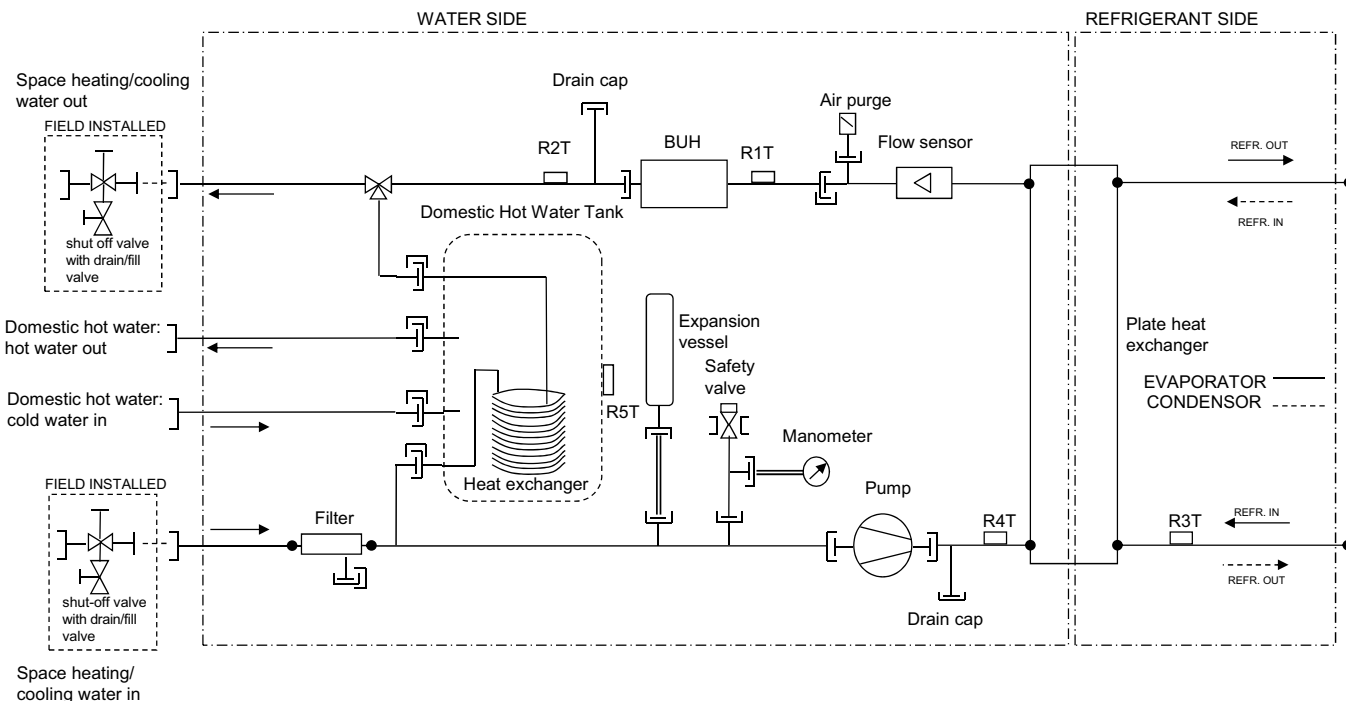 WATER SIDE
REFRIGERANT SIDE
Space heating/cooling
water out
FIELD INSTALLED
shut off valve
with drain/fill
valve
Drain cap
R2T
BUH
R1T
Air purge
Flow sensor
REFR. OUT
REFR. IN
Domestic Hot Water Tank
Domestic hot water:
hot water out
Domestic hot water:
cold water in
R5T
Heat exchanger
Expansion
vessel
Safety
valve
Manometer
Plate heat
exchanger
EVAPORATOR
CONDENSOR
FIELD INSTALLED
shut-off valve
with drain/fill
valve
Space heating/
cooling water in
Filter
Pump
R4T
Drain cap
R3T
REFR. IN
REFR. OUT